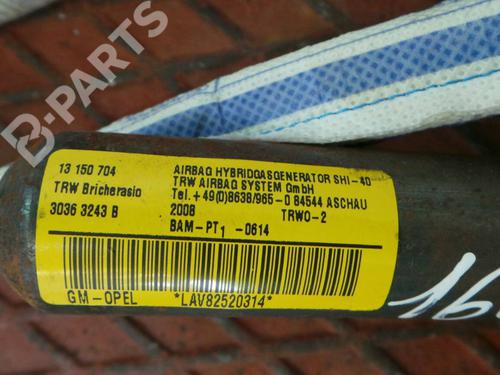 B-PARTS
13 150 704
TRW Bricherasio
3036 3243 B
AIRBAG HYBRIDGASGENERATOR SHI-40
TRW AIRBAG SYSTEM GmbH
Tel. +49(0)8638/965-0 84544 ASCHAU
2008 TRWO-2
BAM-PT1 -0614
GM-OPEL *LAV82520314*